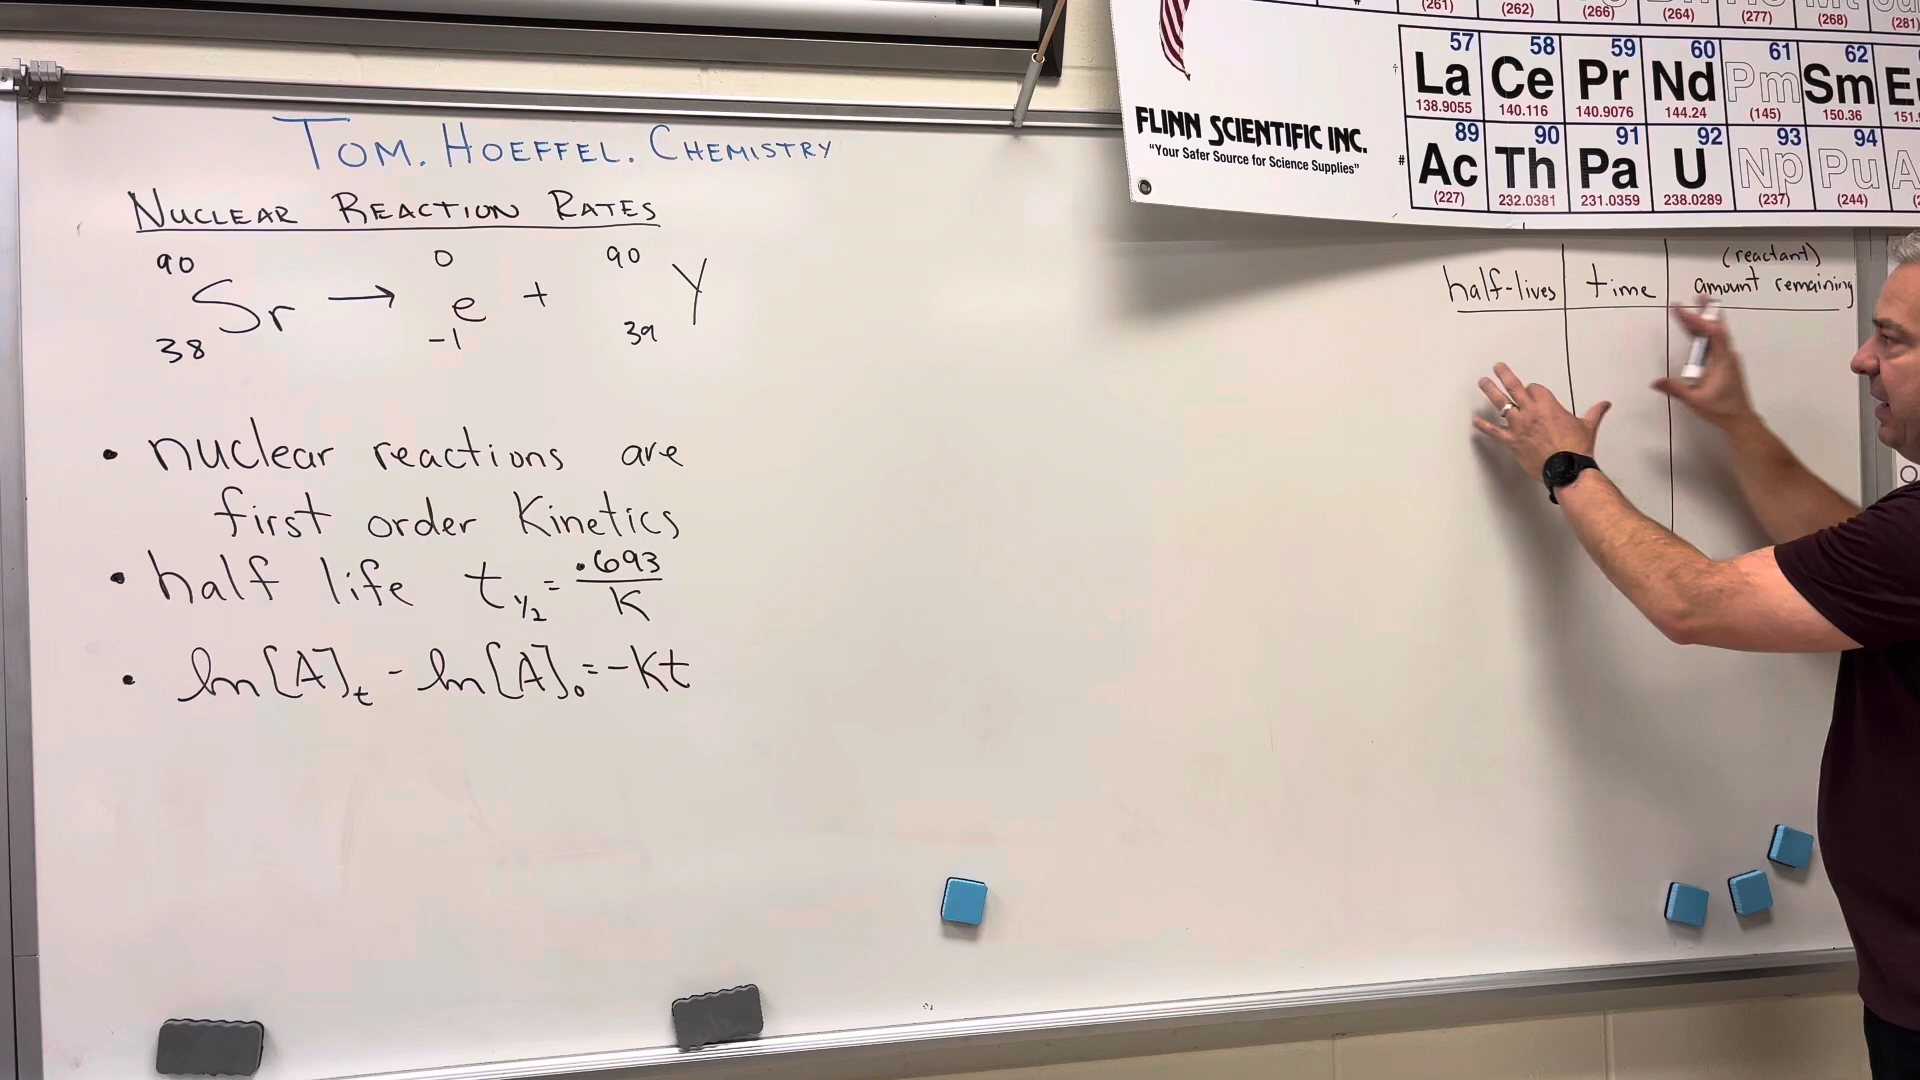 TOM. HOEFFEL. CHEMISTRY
NUCLEAR REACTION RATES
90 0 90
Sr → e + Y
38 -1 39
• nuclear reactions are
first order kinetics
• half life t½ = .693
K
• ln[A]t - ln[A]o = -Kt
(261) (262) (266) (264) (277) (268) (281)
57 58 59 60 61 62
La Ce Pr Nd Pm Sm
138.9055 140.116 140.9076 144.24 (145) 150.36
89 90 91 92 93 94
# Ac Th Pa U Np Pu
(227) 232.0381 231.0359 238.0289 (237) (244)
FLINN SCIENTIFIC INC.
"Your Safer Source for Science Supplies"
(reactant)
half-lives time amount remaining